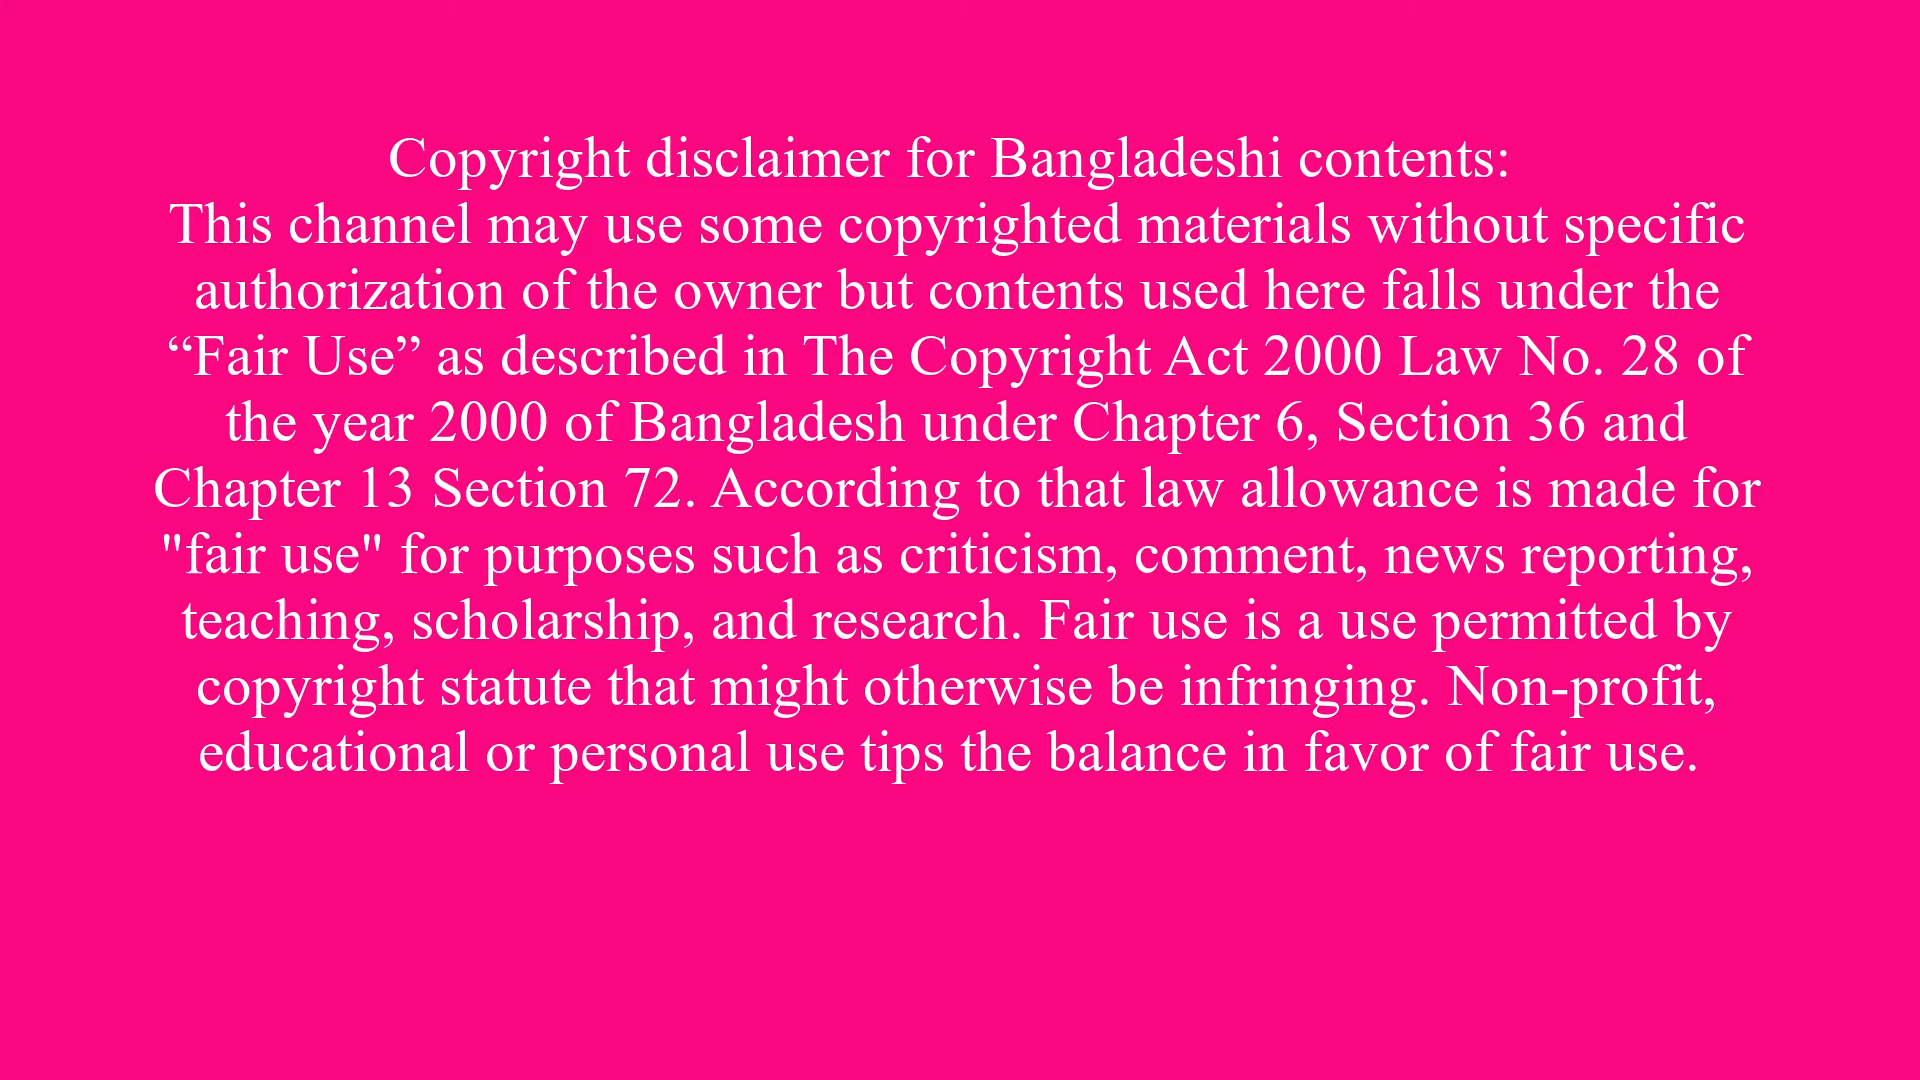 Copyright disclaimer for Bangladeshi contents:
This channel may use some copyrighted materials without specific
authorization of the owner but contents used here falls under the
“Fair Use” as described in The Copyright Act 2000 Law No. 28 of
the year 2000 of Bangladesh under Chapter 6, Section 36 and
Chapter 13 Section 72. According to that law allowance is made for
"fair use" for purposes such as criticism, comment, news reporting,
teaching, scholarship, and research. Fair use is a use permitted by
copyright statute that might otherwise be infringing. Non-profit,
educational or personal use tips the balance in favor of fair use.